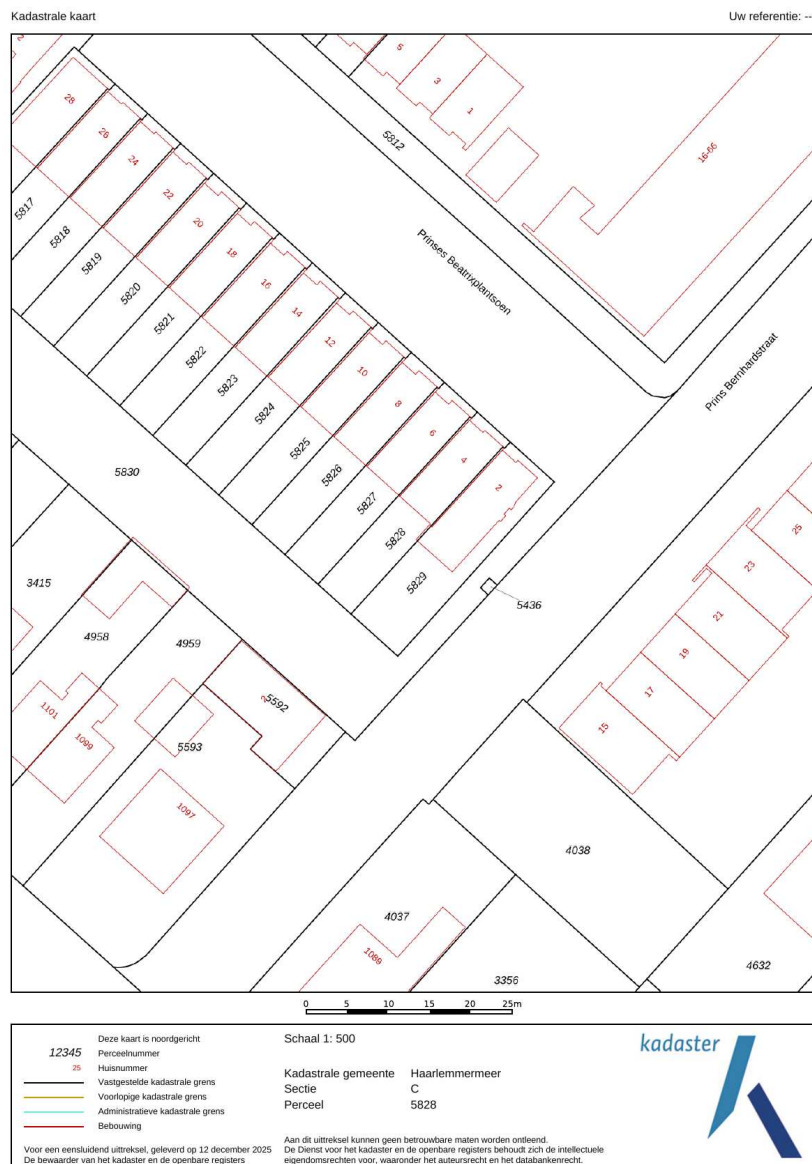 Kadastrale kaart
Uw referentie: --
2
5
3
1
28
26
5812
24
16-66
22
5817
20
5818
18
Prinses Beatrixplantsoen
5819
16
5820
14
5821
12
Prins Bernhardstraat
5822
10
5823
8
5824
6
5825
4
5830
5826
2
5827
25
5828
23
5829
3415
5436
21
4958
4959
19
17
2
5592
1101
15
1099
5593
1097
4038
4037
1089
4632
3356
0 5 10 15 20 25m
Deze kaart is noordgericht
12345 Perceelnummer
25 Huisnummer
Vastgestelde kadastrale grens
Voorlopige kadastrale grens
Administratieve kadastrale grens
Bebouwing
Voor een eensluidend uittreksel, geleverd op 12 december 2025
De bewaarder van het kadaster en de openbare registers
Schaal 1: 500
Kadastrale gemeente Haarlemmermeer
Sectie C
Perceel 5828
Aan dit uittreksel kunnen geen betrouwbare maten worden ontleend.
De Dienst voor het kadaster en de openbare registers behoudt zich de intellectuele
eigendomsrechten voor, waaronder het auteursrecht en het databankenrecht.
kadaster